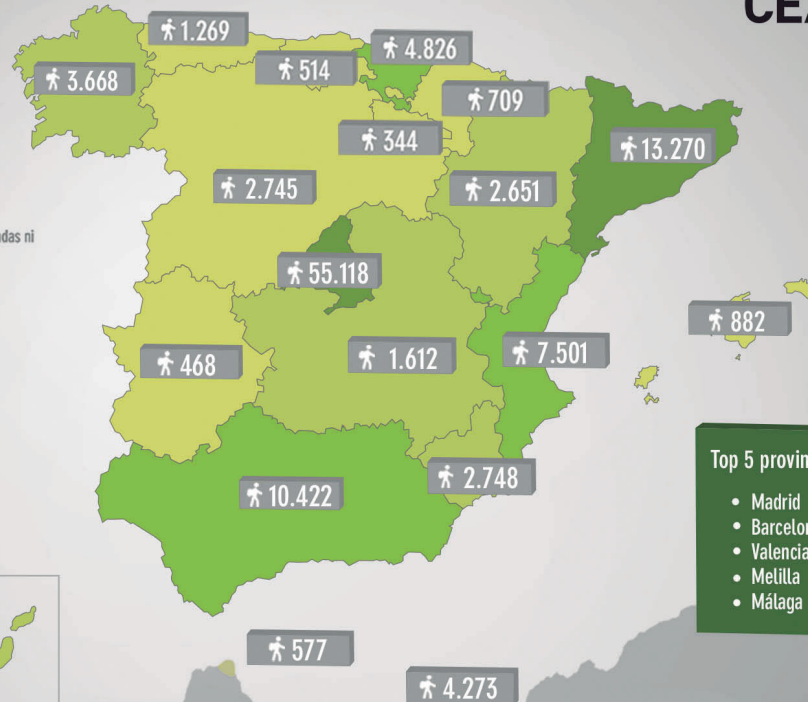 CE
1.269
4.826
3.668
514
709
344
13.270
2.745
2.651
das ni
55.118
882
468
1.612
7.501
Top 5 provin
2.748
• Madrid
10.422
• Barcelon
• Valencia
• Melilla
• Málaga
577
4.273